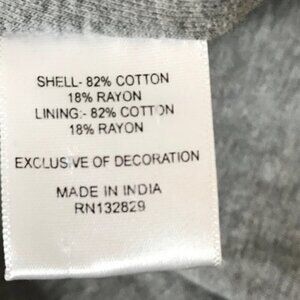 SHELL- 82% COTTON
18% RAYON
LINING:- 82% COTTON
18% RAYON
EXCLUSIVE OF DECORATION
MADE IN INDIA
RN132829